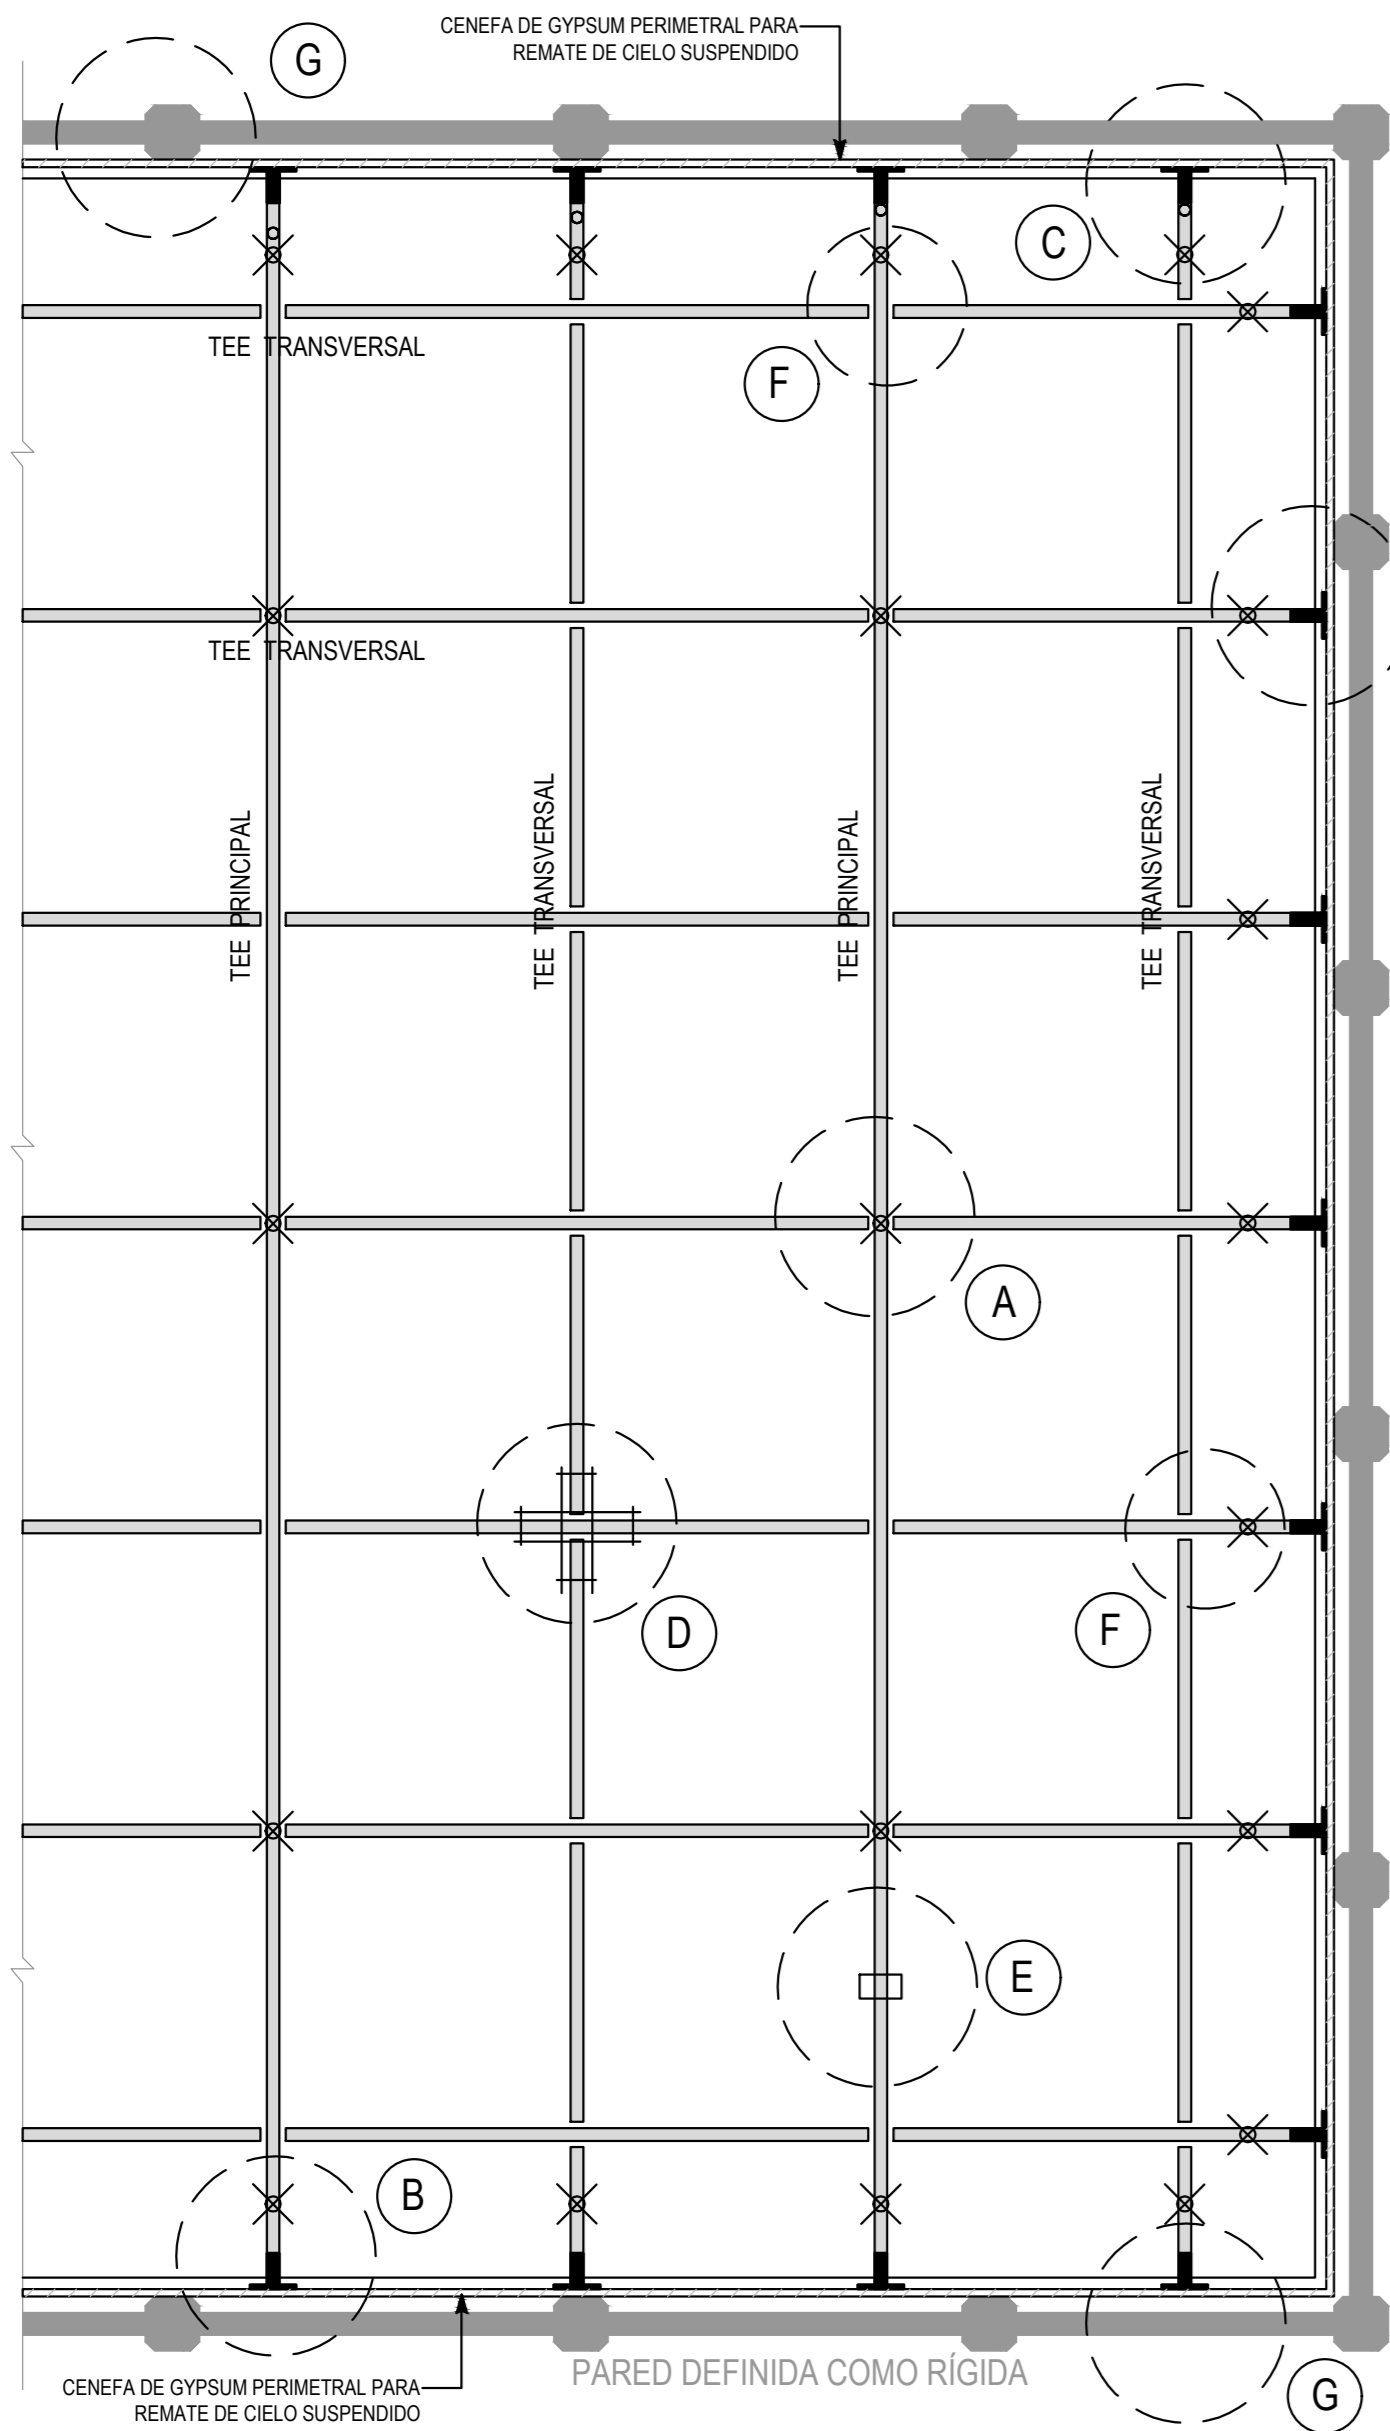 CENEFA DE GYPSUM PERIMETRAL PARA
REMATE DE CIELO SUSPENDIDO
G
C
TEE TRANSVERSAL
F
TEE TRANSVERSAL
TEE PRINCIPAL
TEE TRANSVERSAL
TEE PRINCIPAL
TEE TRANSVERSAL
A
D
F
E
B
PARED DEFINIDA COMO RÍGIDA
CENEFA DE GYPSUM PERIMETRAL PARA
REMATE DE CIELO SUSPENDIDO
G